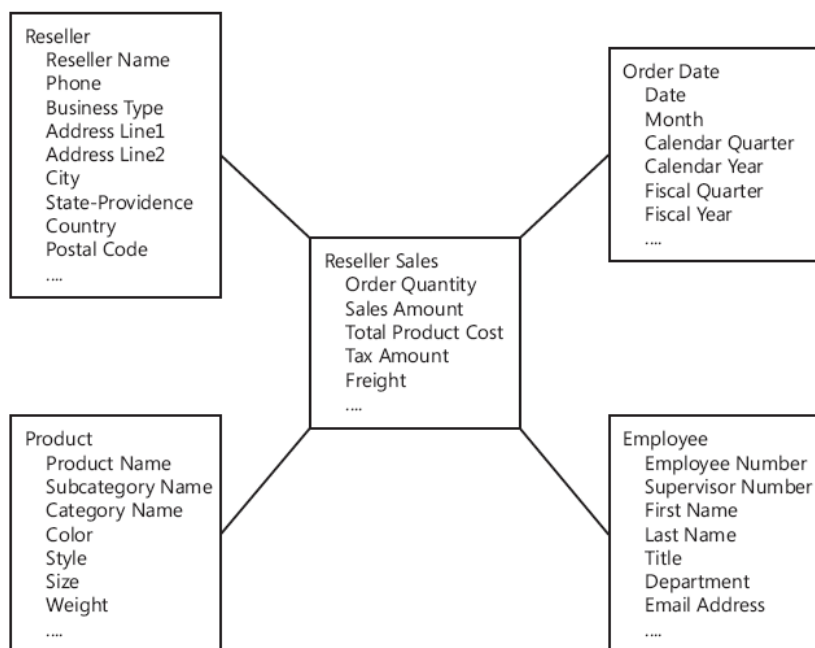 Reseller
Reseller Name
Phone
Business Type
Address Line1
Address Line2
City
State-Providence
Country
Postal Code
....
Order Date
Date
Month
Calendar Quarter
Calendar Year
Fiscal Quarter
Fiscal Year
....
Reseller Sales
Order Quantity
Sales Amount
Total Product Cost
Tax Amount
Freight
....
Product
Product Name
Subcategory Name
Category Name
Color
Style
Size
Weight
....
Employee
Employee Number
Supervisor Number
First Name
Last Name
Title
Department
Email Address
....